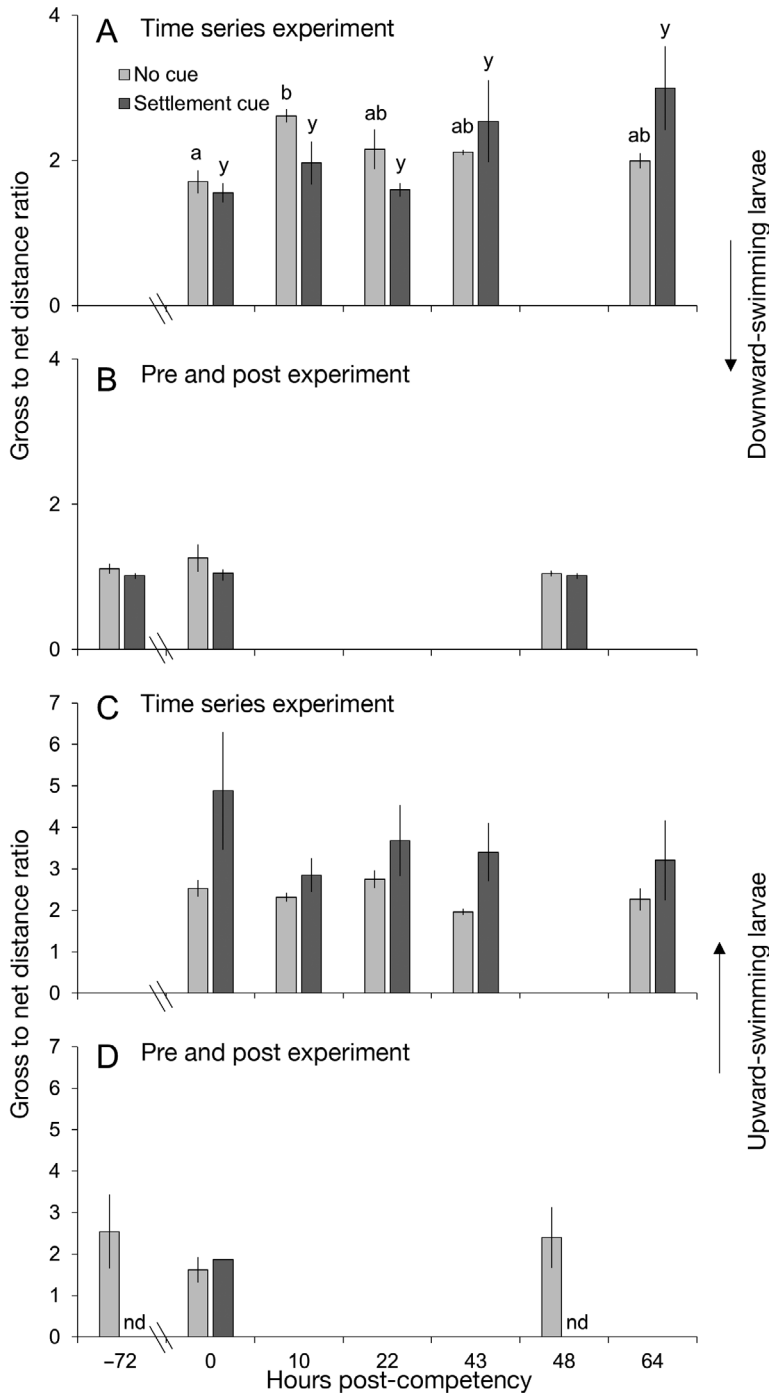 A Time series experiment
No cue
Settlement cue
4
2
0
a
y
b
y
ab
y
ab
y
ab
y
B Pre and post experiment
4
2
0
Gross to net distance ratio
Downward-swimming larvae
C Time series experiment
7
6
5
4
3
2
1
0
D Pre and post experiment
7
6
5
4
3
2
1
0
nd
nd
Gross to net distance ratio
Upward-swimming larvae
–72 0 10 22 43 48 64
Hours post-competency